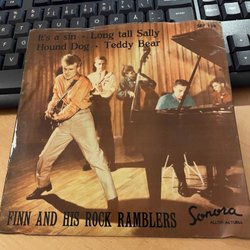 It's a sin - Long tall Sally
Hound Dog - Teddy Bear
FINN AND HIS ROCK RAMBLERS
Sonora